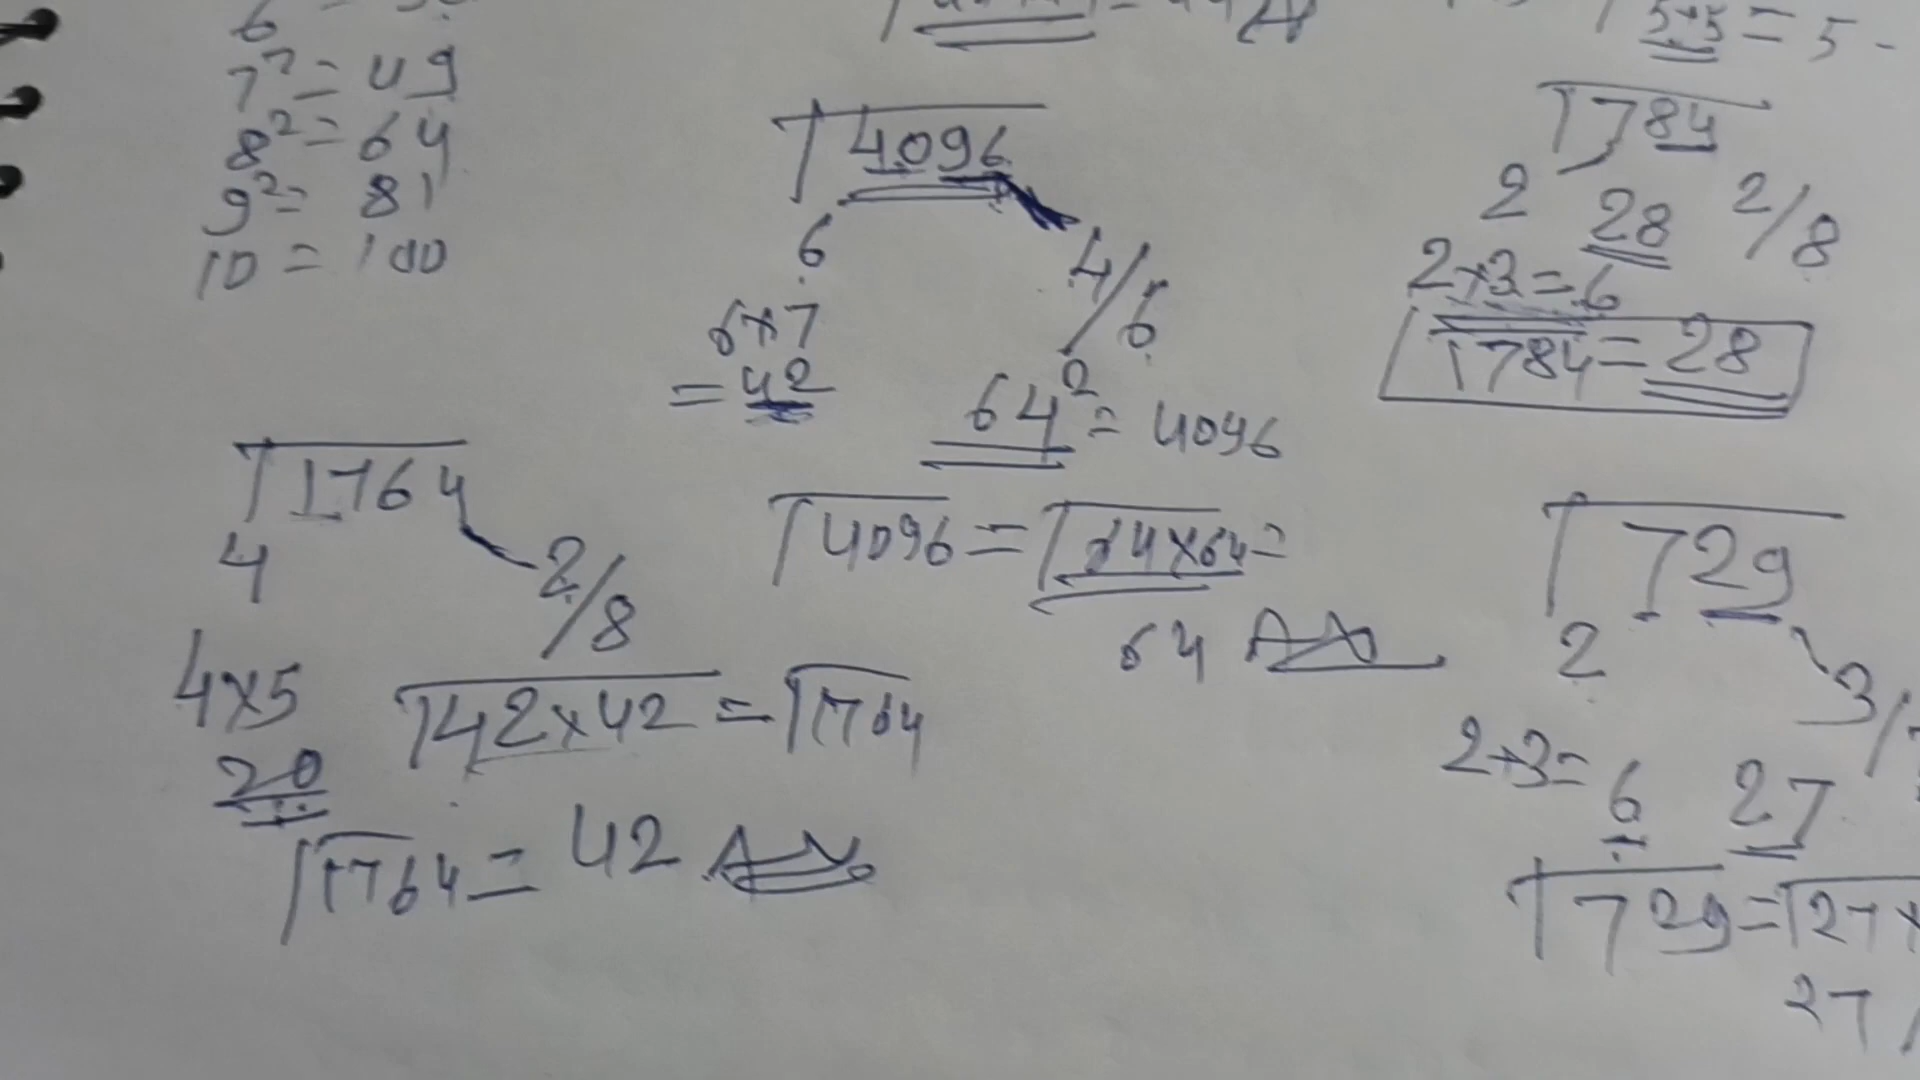 7² = 49
8² = 64
9² = 81
10 = 100
√4096
6
4/6
6×7
= 42
64² = 4096
√4096 = √64×64 =
64 Ans
√1764
4
2/8
4×5
20
√42×42 = √1764
√1764 = 42 Ans
5×5 = 5
√784
2 28 2/8
2×3=6
√784 = 28
√729
2
3/
2×3=
6 27
√729 = √27×
27